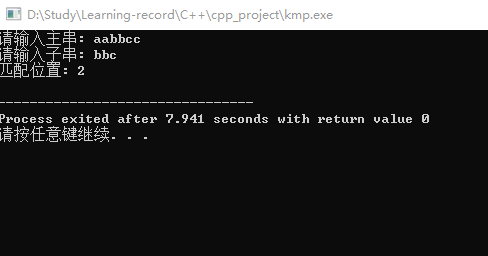 D:\Study\Learning-record\C++\cpp_project\kmp.exe
请输入主串: aabbcc
请输入子串: bbc
匹配位置: 2
--------------------------------
Process exited after 7.941 seconds with return value 0
请按任意键继续. . .